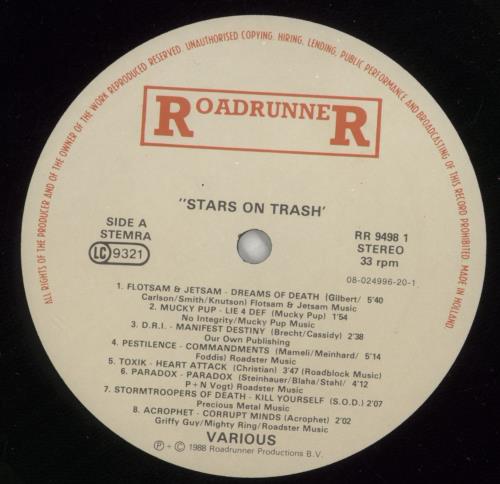 ALL RIGHTS OF THE PRODUCER AND OF THE OWNER OF THE WORK REPRODUCED RESERVED. UNAUTHORISED COPYING, HIRING, LENDING, PUBLIC PERFORMANCE AND BROADCASTING OF THIS RECORD PROHIBITED. MADE IN HOLLAND
ROADRUNNER
"STARS ON TRASH'
SIDE A
STEMRA
LC 9321
RR 9498 1
STEREO
33 rpm
08-024996-20-1
1. FLOTSAM & JETSAM - DREAMS OF DEATH (Gilbert/ 5'40
Carlson/Smith/Knutson) Flotsam & Jetsam Music
2. MUCKY PUP - LIE 4 DEF (Mucky Pup) 1'54
No Integrity/Mucky Pup Music
3. D.R.I. - MANIFEST DESTINY (Brecht/Cassidy) 2'38
Our Own Publishing
4. PESTILENCE - COMMANDMENTS (Mameli/Meinhard/ 5'14
Foddis) Roadster Music
5. TOXIK - HEART ATTACK (Christian) 3'47 (Roadblock Music)
6. PARADOX - PARADOX (Steinhauer/Blaha/Stahl/ 4'12
P+N Vogt) Roadster Music
7. STORMTROOPERS OF DEATH - KILL YOURSELF (S.O.D.) 2'07
Precious Metal Music
8. ACROPHET - CORRUPT MINDS (Acrophet) 2'02
Griffy Guy/Mighty Ring/Roadster Music
VARIOUS
Ⓟ + © 1988 Roadrunner Productions B.V.